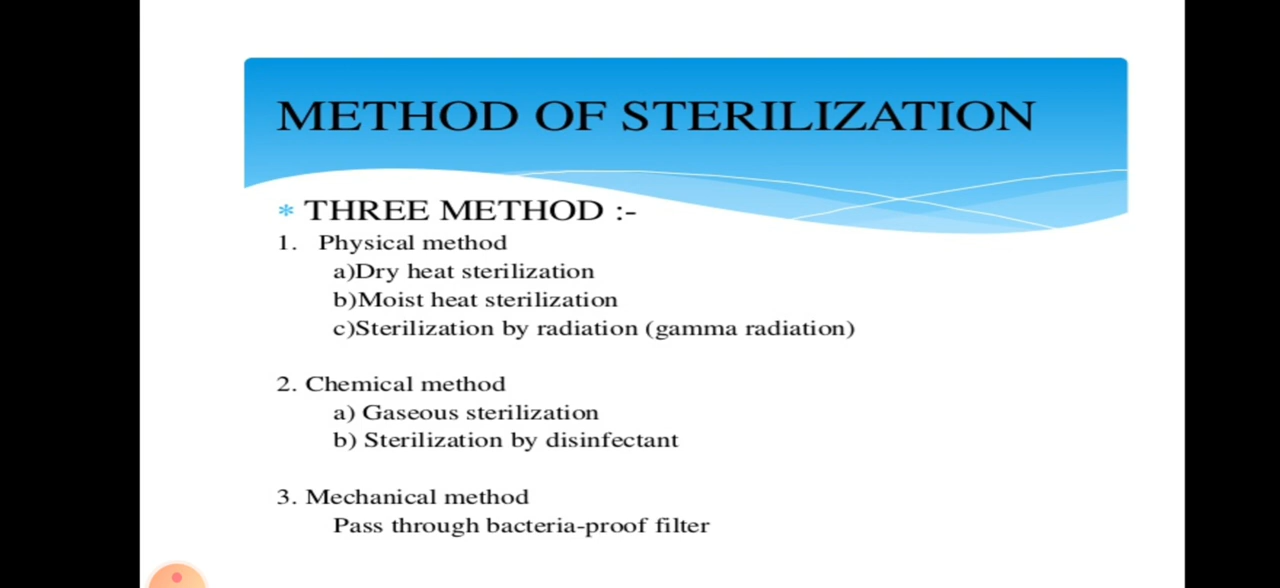 METHOD OF STERILIZATION
* THREE METHOD :-
1. Physical method
a)Dry heat sterilization
b)Moist heat sterilization
c)Sterilization by radiation (gamma radiation)
2. Chemical method
a) Gaseous sterilization
b) Sterilization by disinfectant
3. Mechanical method
Pass through bacteria-proof filter